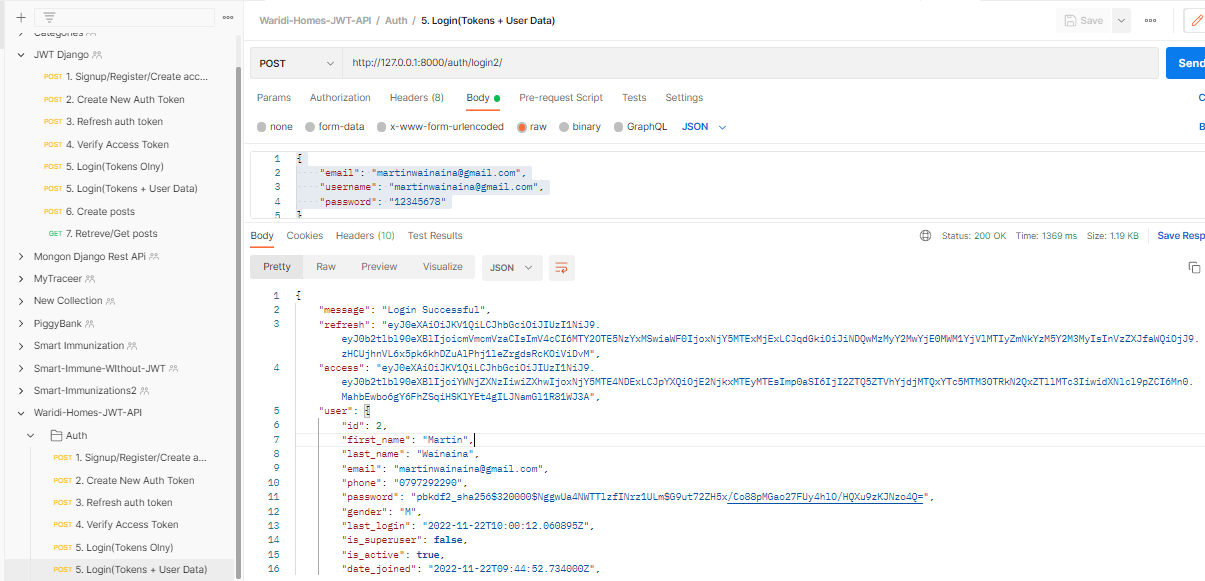 Categories
JWT Django
POST 1. Signup/Register/Create acc...
POST 2. Create New Auth Token
POST 3. Refresh auth token
POST 4. Verify Access Token
POST 5. Login(Tokens Olny)
POST 5. Login(Tokens + User Data)
POST 6. Create posts
GET 7. Retreve/Get posts
Mongon Django Rest APi
MyTraceer
New Collection
PiggyBank
Smart Immunization
Smart-Immune-WIthout-JWT
Smart-Immunizations2
Waridi-Homes-JWT-API
Auth
POST 1. Signup/Register/Create a...
POST 2. Create New Auth Token
POST 3. Refresh auth token
POST 4. Verify Access Token
POST 5. Login(Tokens Olny)
POST 5. Login(Tokens + User Data)
Waridi-Homes-JWT-API / Auth / 5. Login(Tokens + User Data)
Save
POST http://127.0.0.1:8000/auth/login2/
Send
Params Authorization Headers (8) Body Pre-request Script Tests Settings
none form-data x-www-form-urlencoded raw binary GraphQL JSON
1 {
2 "email": "martinwainaina@gmail.com",
3 "username": "martinwainaina@gmail.com",
4 "password": "12345678"
5 }
Body Cookies Headers (10) Test Results Status: 200 OK Time: 1369 ms Size: 1.19 KB Save Resp
Pretty Raw Preview Visualize JSON
1 {
2 "message": "Login Successful",
3 "refresh": "eyJ0eXAiOiJKV1QiLCJhbGciOiJIUzI1NiJ9.
4 "access": "eyJ0eXAiOiJKV1QiLCJhbGciOiJIUzI1NiJ9.
5 "user": {
6 "id": 2,
7 "first_name": "Martin",
8 "last_name": "Wainaina",
9 "email": "martinwainaina@gmail.com",
10 "phone": "0797292290",
11 "password":
12 "gender": "M",
13 "last_login": "2022-11-22T10:00:12.060895Z",
14 "is_superuser": false,
15 "is_active": true,
16 "date_joined": "2022-11-22T09:44:52.734000Z",